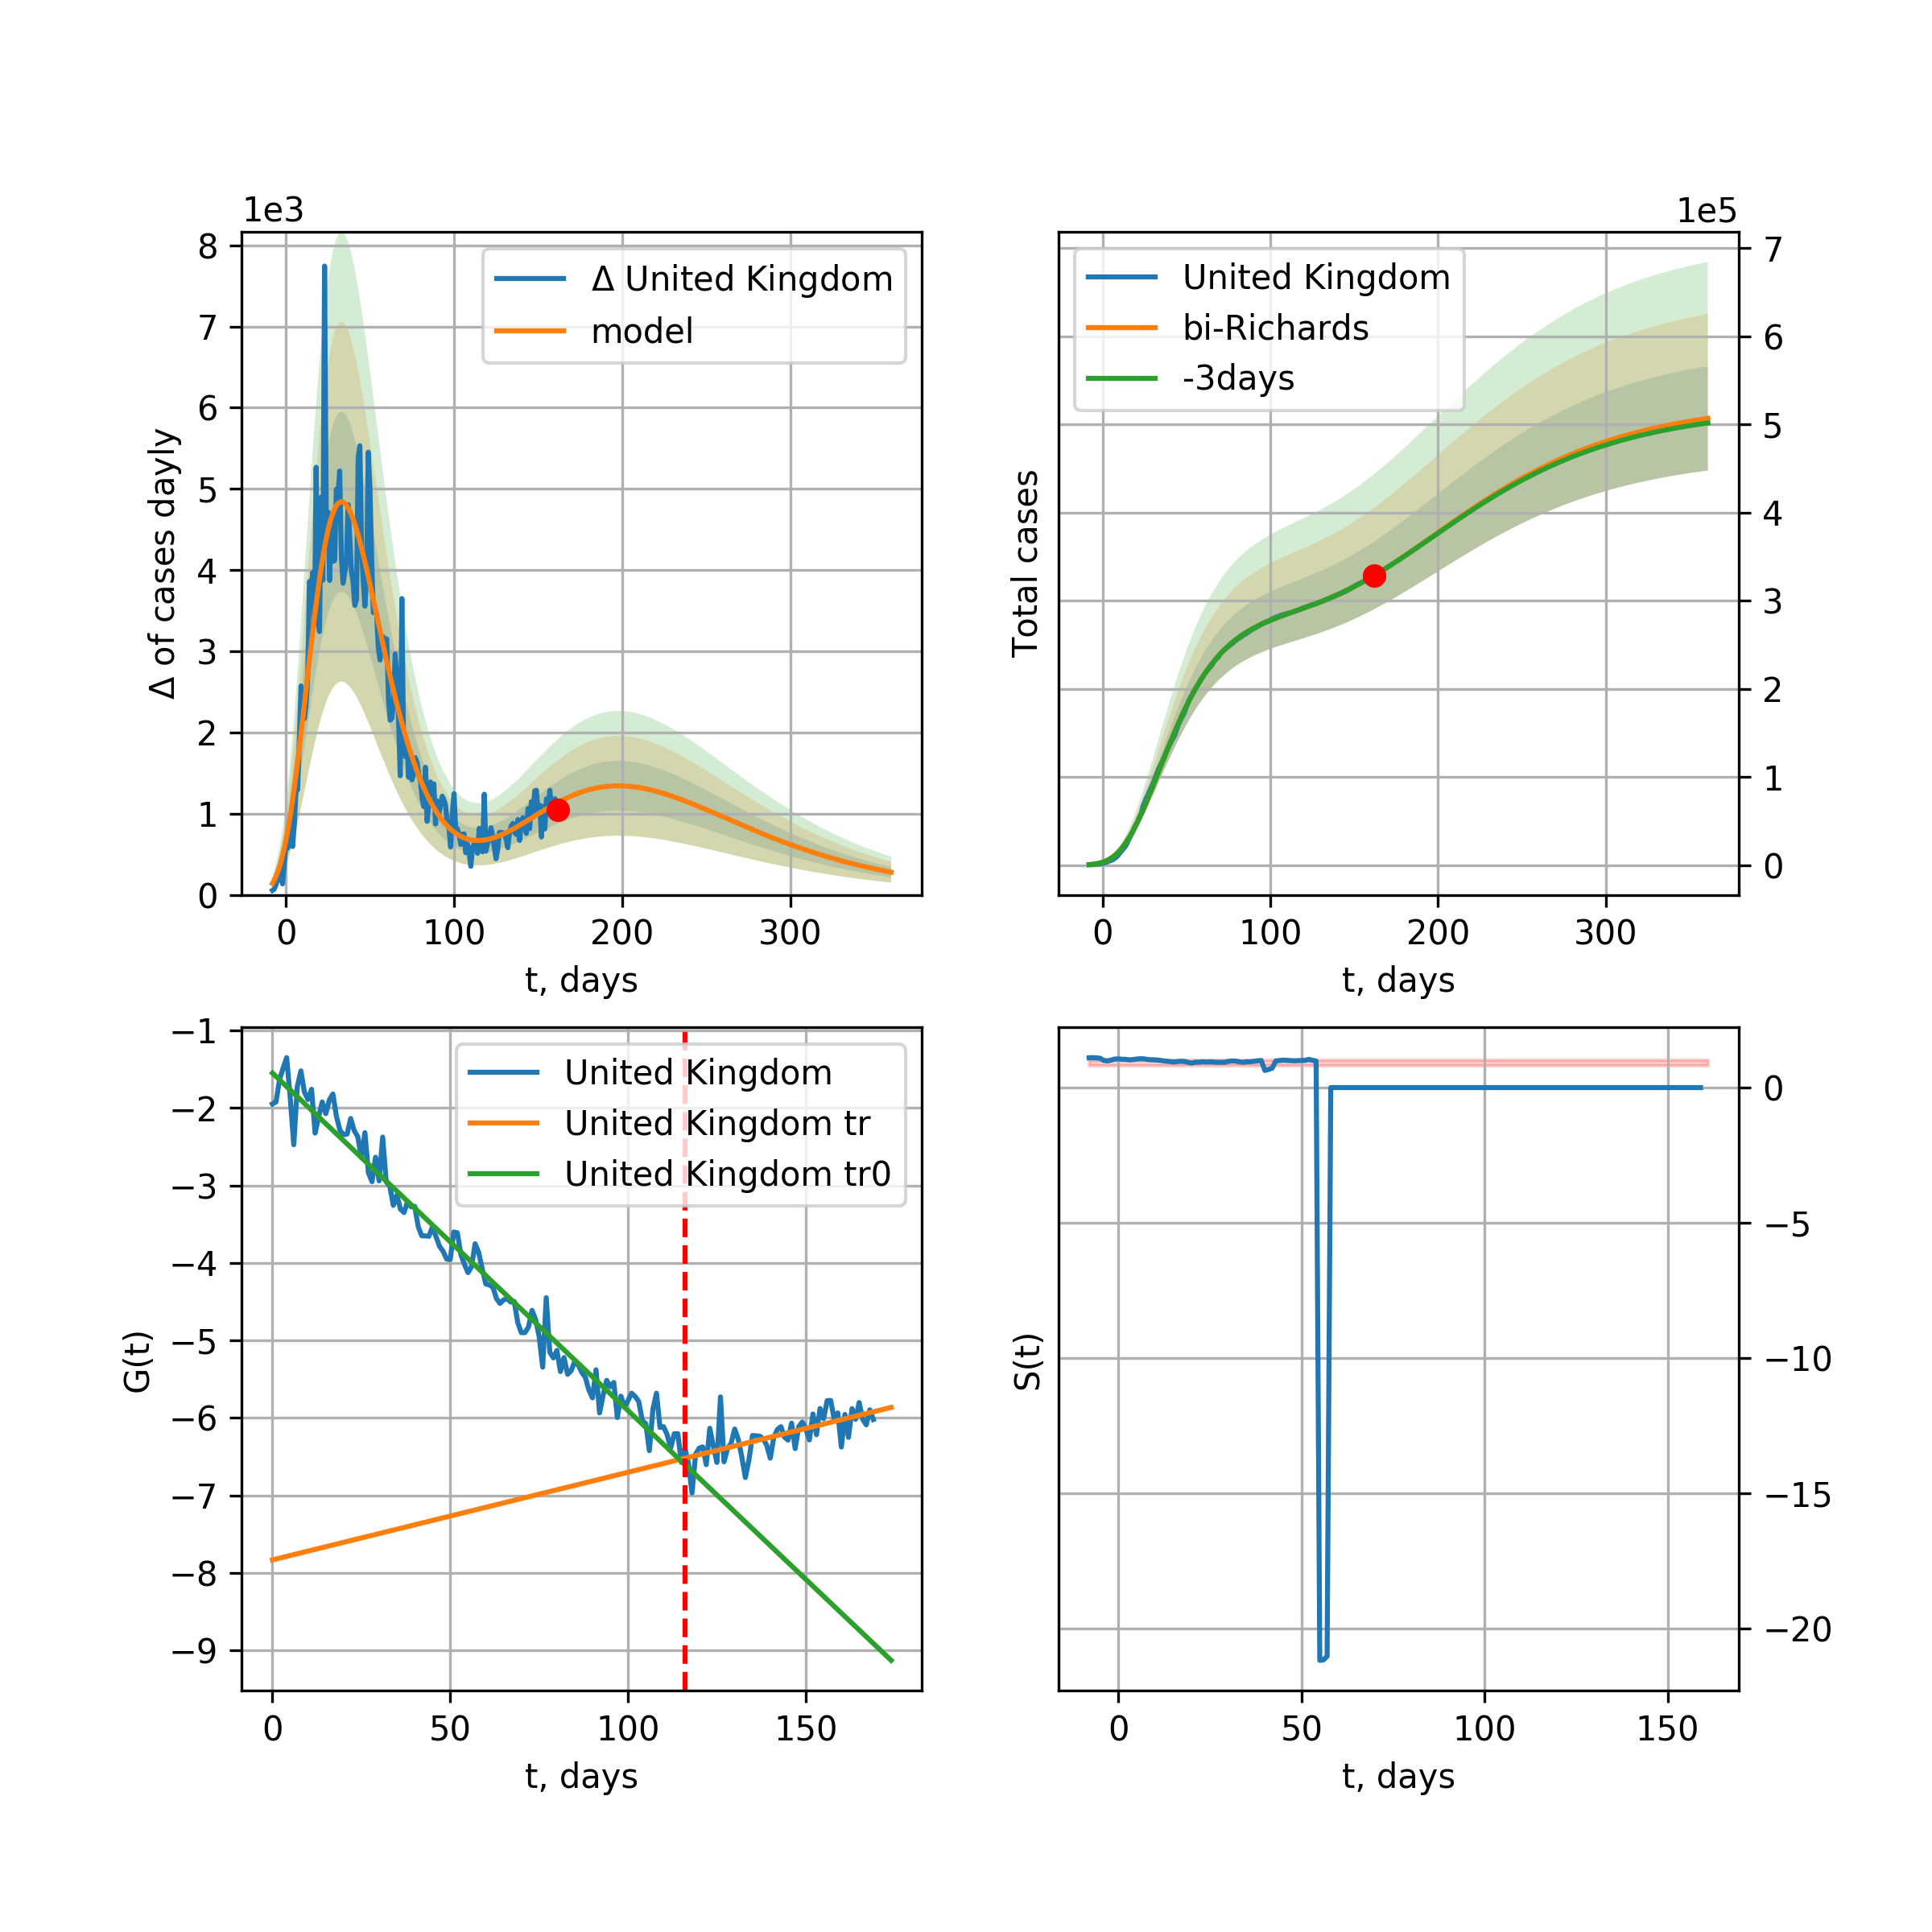 1e3
8
7
6
5
4
3
2
1
0
Δ of cases dayly
Δ United Kingdom
model
0 100 200 300
t, days
1e5
7
6
5
4
3
2
1
0
Total cases
United Kingdom
bi-Richards
-3days
0 100 200 300
t, days
−1
−2
−3
−4
−5
−6
−7
−8
−9
G(t)
United Kingdom
United Kingdom tr
United Kingdom tr0
0 50 100 150
t, days
0
−5
−10
−15
−20
S(t)
0 50 100 150
t, days